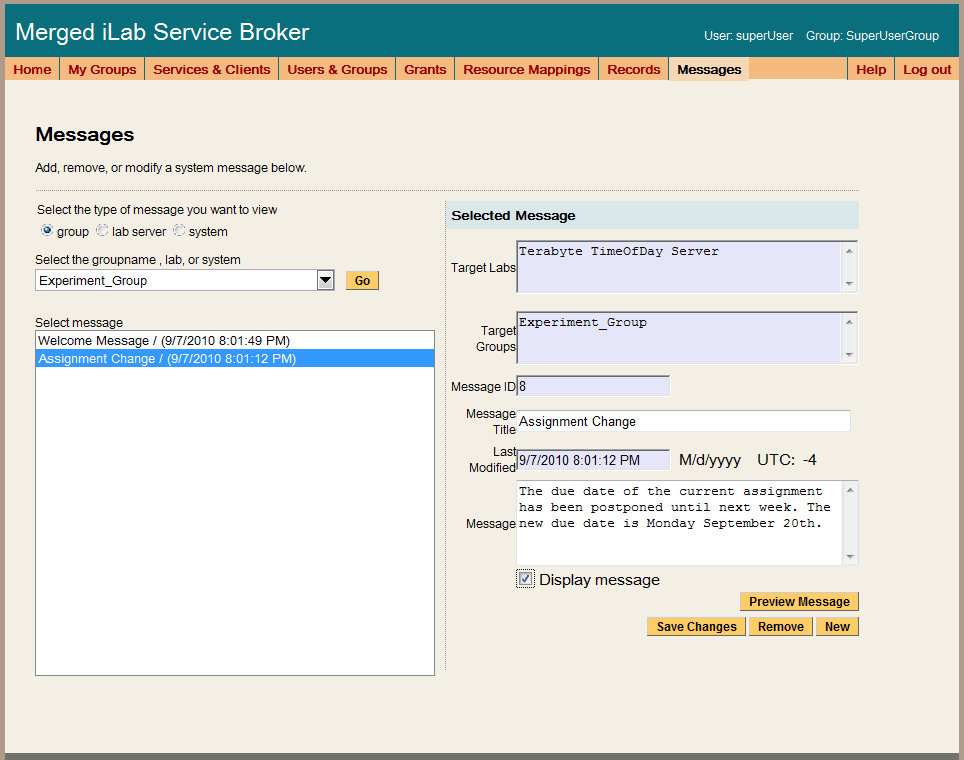 Merged iLab Service Broker
User: superUser Group: SuperUserGroup
Home My Groups Services & Clients Users & Groups Grants Resource Mappings Records Messages Help Log out
Messages
Add, remove, or modify a system message below.
Select the type of message you want to view
group lab server system
Select the groupname , lab, or system
Experiment_Group Go
Select message
Welcome Message / (9/7/2010 8:01:49 PM)
Assignment Change / (9/7/2010 8:01:12 PM)
Selected Message
Target Labs Terabyte TimeOfDay Server
Target Groups Experiment_Group
Message ID 8
Message Title Assignment Change
Last Modified 9/7/2010 8:01:12 PM M/d/yyyy UTC: -4
Message
The due date of the current assignment
has been postponed until next week. The
new due date is Monday September 20th.
Display message
Preview Message
Save Changes Remove New